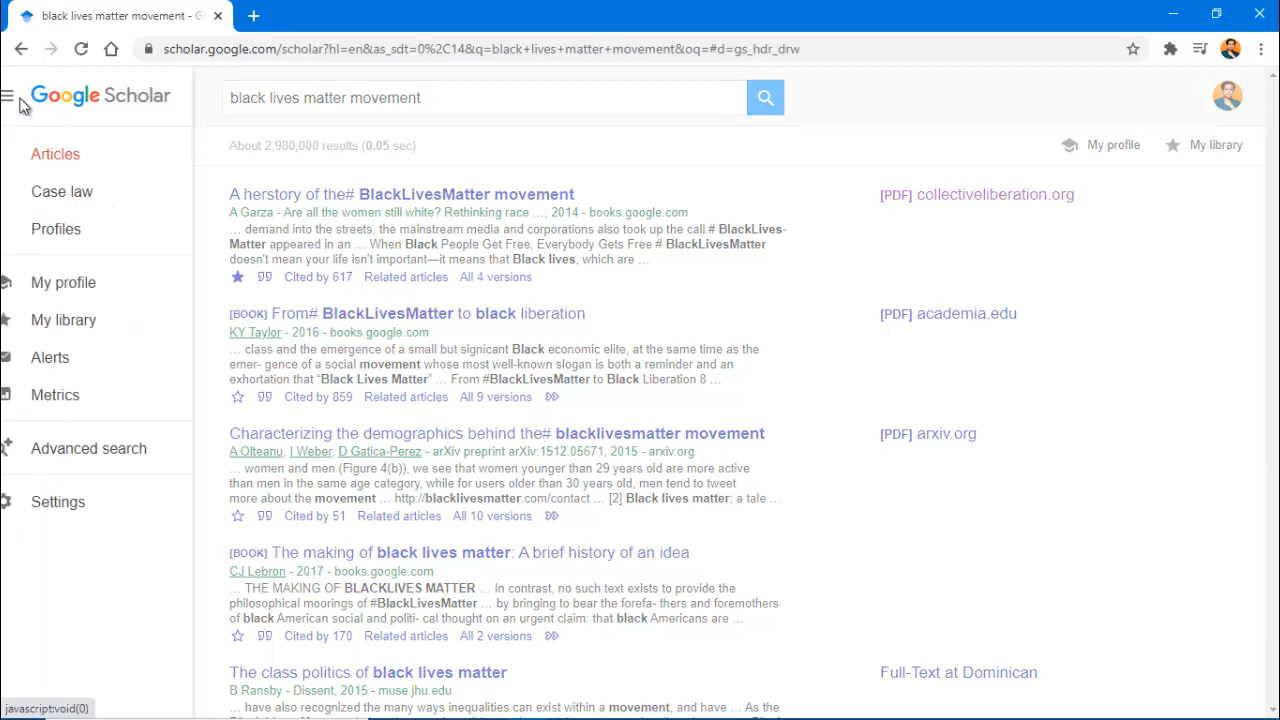 black lives matter movement - G
scholar.google.com/scholar?hl=en&as_sdt=0%2C14&q=black+lives+matter+movement&oq=#d=gs_hdr_drw
Google Scholar
black lives matter movement
Articles
Case law
Profiles
My profile
My library
Alerts
Metrics
Advanced search
Settings
About 2,980,000 results (0.05 sec)
My profile
My library
A herstory of the# BlackLivesMatter movement
[PDF] collectiveliberation.org
A Garza - Are all the women still white? Rethinking race …, 2014 - books.google.com
… demand into the streets, the mainstream media and corporations also took up the call.# BlackLives-
Matter appeared in an … When Black People Get Free, Everybody Gets Free # BlackLivesMatter
doesn't mean your life isn't important—it means that Black lives, which are …
Cited by 617 Related articles All 4 versions
[BOOK] From# BlackLivesMatter to black liberation
[PDF] academia.edu
KY Taylor - 2016 - books.google.com
… class and the emergence of a small but signicant Black economic elite, at the same time as the
emer- gence of a social movement whose most well-known slogan is both a reminder and an
exhortation that "Black Lives Matter" … From #BlackLivesMatter to Black Liberation 8 …
Cited by 859 Related articles All 9 versions
Characterizing the demographics behind the# blacklivesmatter movement
[PDF] arxiv.org
A Olteanu, I Weber, D Gatica-Perez - arXiv preprint arXiv:1512.05671, 2015 - arxiv.org
… women and men (Figure 4(b)), we see that women younger than 29 years old are more active
than men in the same age category, while for users older than 30 years old, men tend to tweet
more about the movement … http://blacklivesmatter.com/contact … [2] Black lives matter; a tale …
Cited by 51 Related articles All 10 versions
[BOOK] The making of black lives matter: A brief history of an idea
CJ Lebron - 2017 - books.google.com
… THE MAKING OF BLACKLIVES MATTER … In contrast, no such text exists to provide the
philosophical moorings of #BlackLivesMatter … by bringing to bear the forefa- thers and foremothers
of black American social and politi- cal thought on an urgent claim: that black Americans are …
Cited by 170 Related articles All 2 versions
The class politics of black lives matter
Full-Text at Dominican
B Ransby - Dissent, 2015 - muse.jhu.edu
… have also recognized the many ways inequalities can exist within a movement, and have … As the
javascript:void(0)